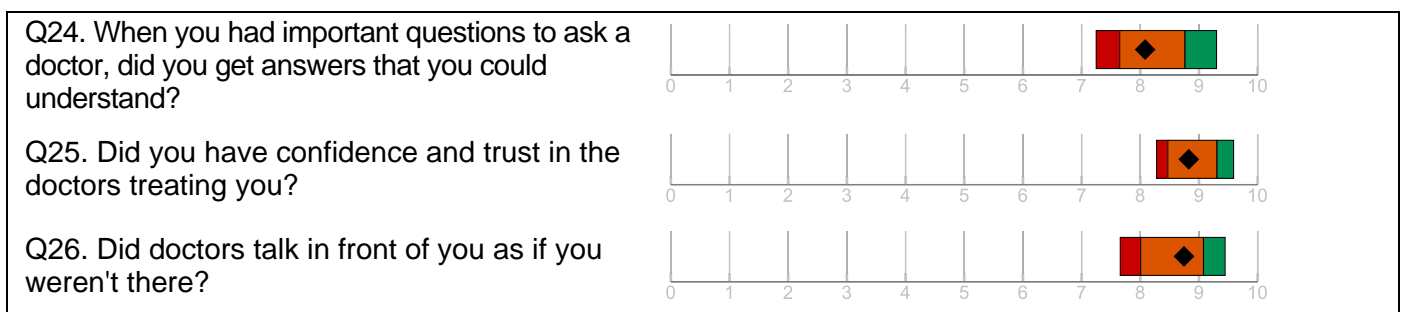 Q24. When you had important questions to ask a
doctor, did you get answers that you could
understand?
0 1 2 3 4 5 6 7 8 9 10
Q25. Did you have confidence and trust in the
doctors treating you?
0 1 2 3 4 5 6 7 8 9 10
Q26. Did doctors talk in front of you as if you
weren't there?
0 1 2 3 4 5 6 7 8 9 10